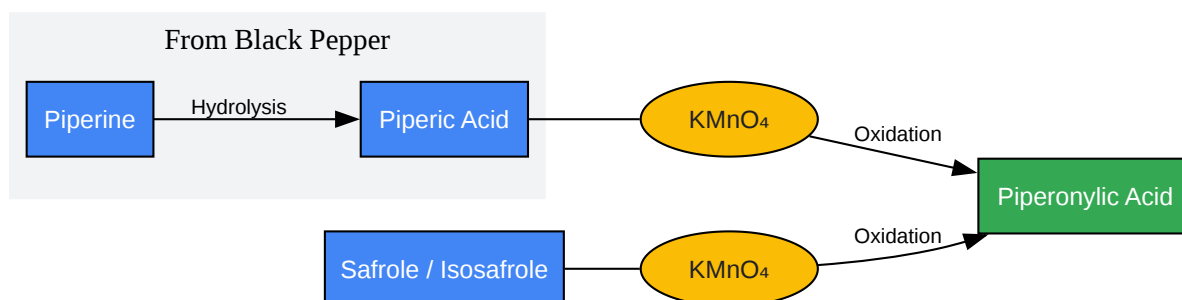 From Black Pepper
Piperine
Hydrolysis
Piperic Acid
KMnO₄
Oxidation
Piperonylic Acid
Safrole / Isosafrole
KMnO₄
Oxidation